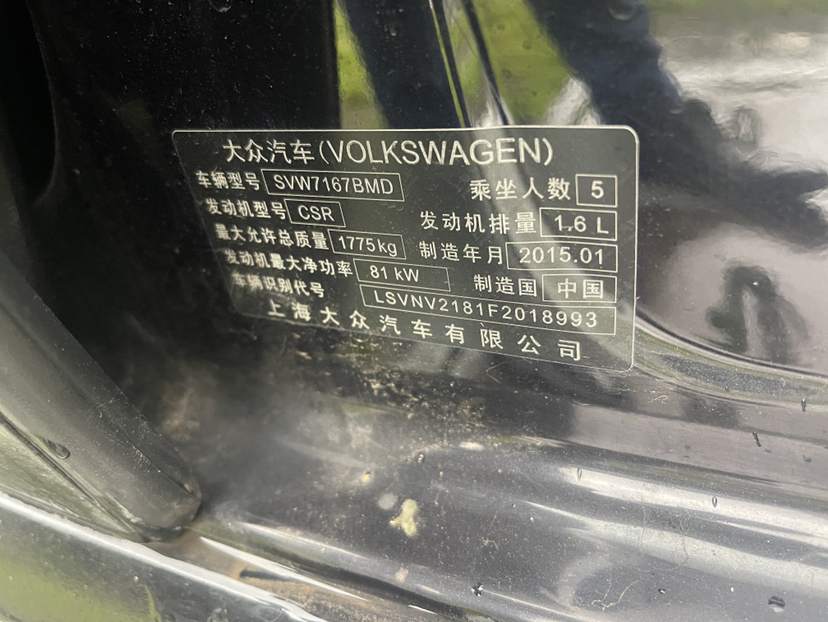 大众汽车(VOLKSWAGEN)
车辆型号 SVW7167BMD 乘坐人数 5
发动机型号 CSR 发动机排量 1.6 L
最大允许总质量 1775kg 制造年月 2015.01
发动机最大净功率 81 kW 制造国 中国
车辆识别代号 LSVNV2181F2018993
上海大众汽车有限公司